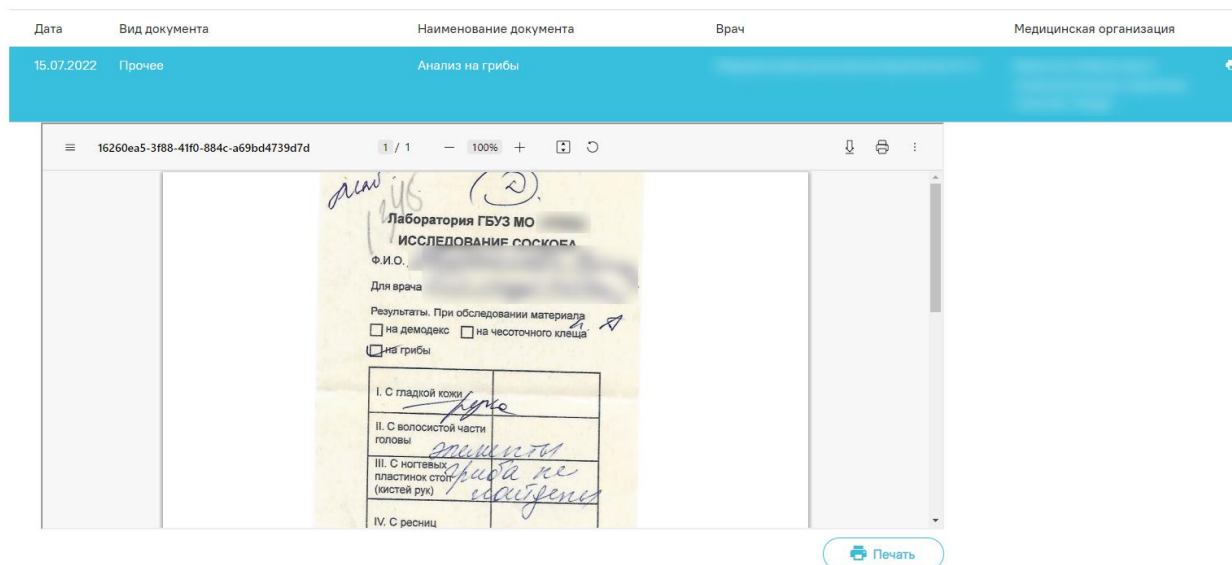 Дата Вид документа Наименование документа Врач Медицинская организация
15.07.2022 Прочее Анализ на грибы
16260ea5-3f88-41f0-884c-a69bd4739d7d 1 / 1 − 100% +
2
Лаборатория ГБУЗ МО
ИССЛЕДОВАНИЕ СОСКОБА
Ф.И.О.
Для врача
Результаты. При обследовании материала
на демодекс на чесоточного клеща
на грибы
I. С гладкой кожи
рука
II. С волосистой части
головы
элементы
III. С ногтевых
пластинок стоп гриба не
(кистей рук) найдены
IV. С ресниц
Печать